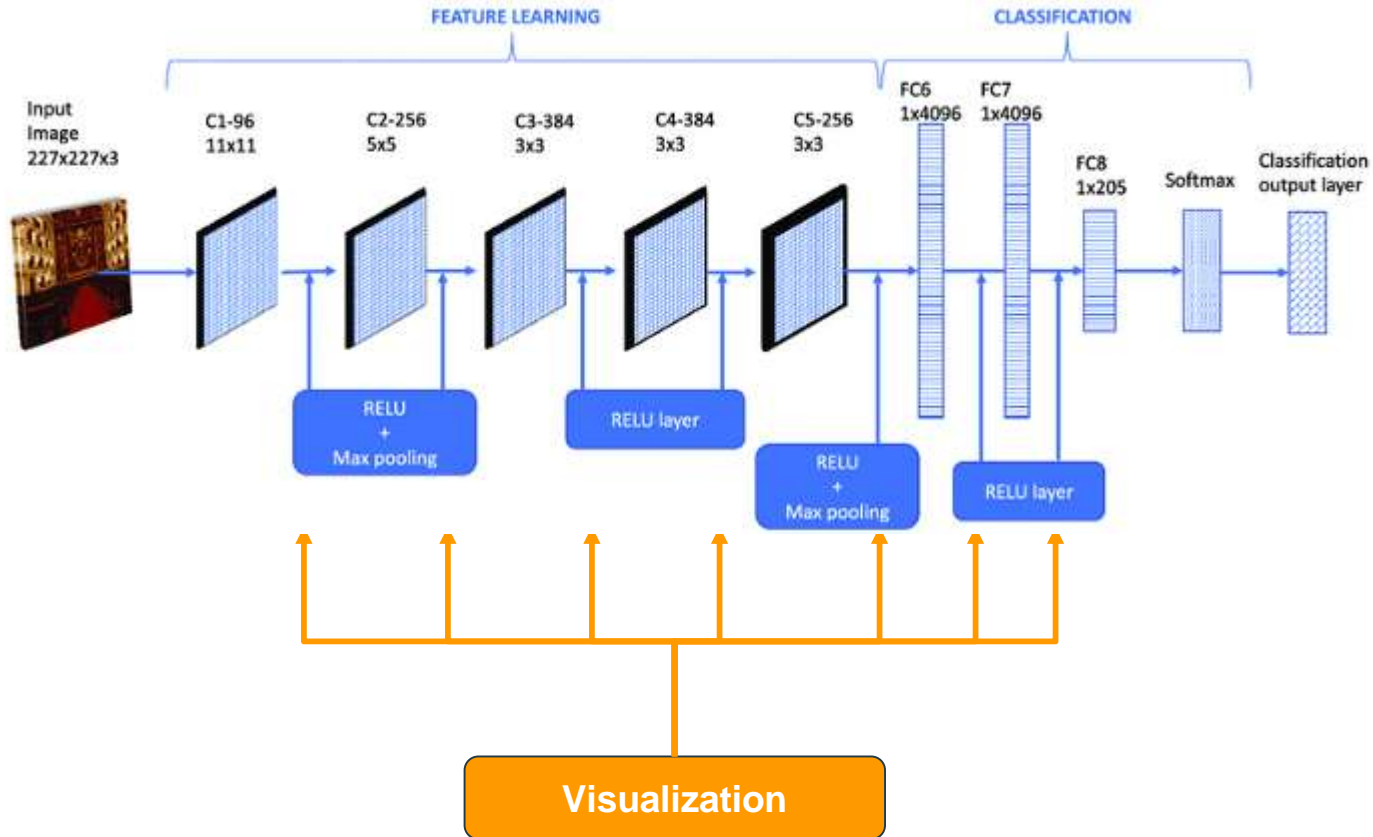 FEATURE LEARNING
CLASSIFICATION
Input
Image
227x227x3
C1-96
11x11
C2-256
5x5
C3-384
3x3
C4-384
3x3
C5-256
3x3
FC6
1x4096
FC7
1x4096
FC8
1x205
Softmax
Classification
output layer
RELU
+
Max pooling
RELU layer
RELU
+
Max pooling
RELU layer
Visualization